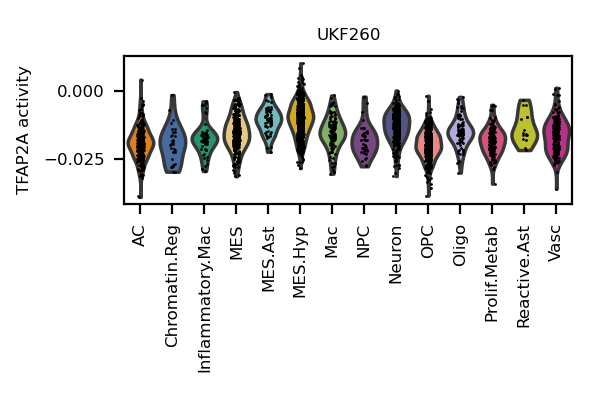 UKF260
TFAP2A activity
0.000
−0.025
AC
Chromatin.Reg
Inflammatory.Mac
MES
MES.Ast
MES.Hyp
Mac
NPC
Neuron
OPC
Oligo
Prolif.Metab
Reactive.Ast
Vasc